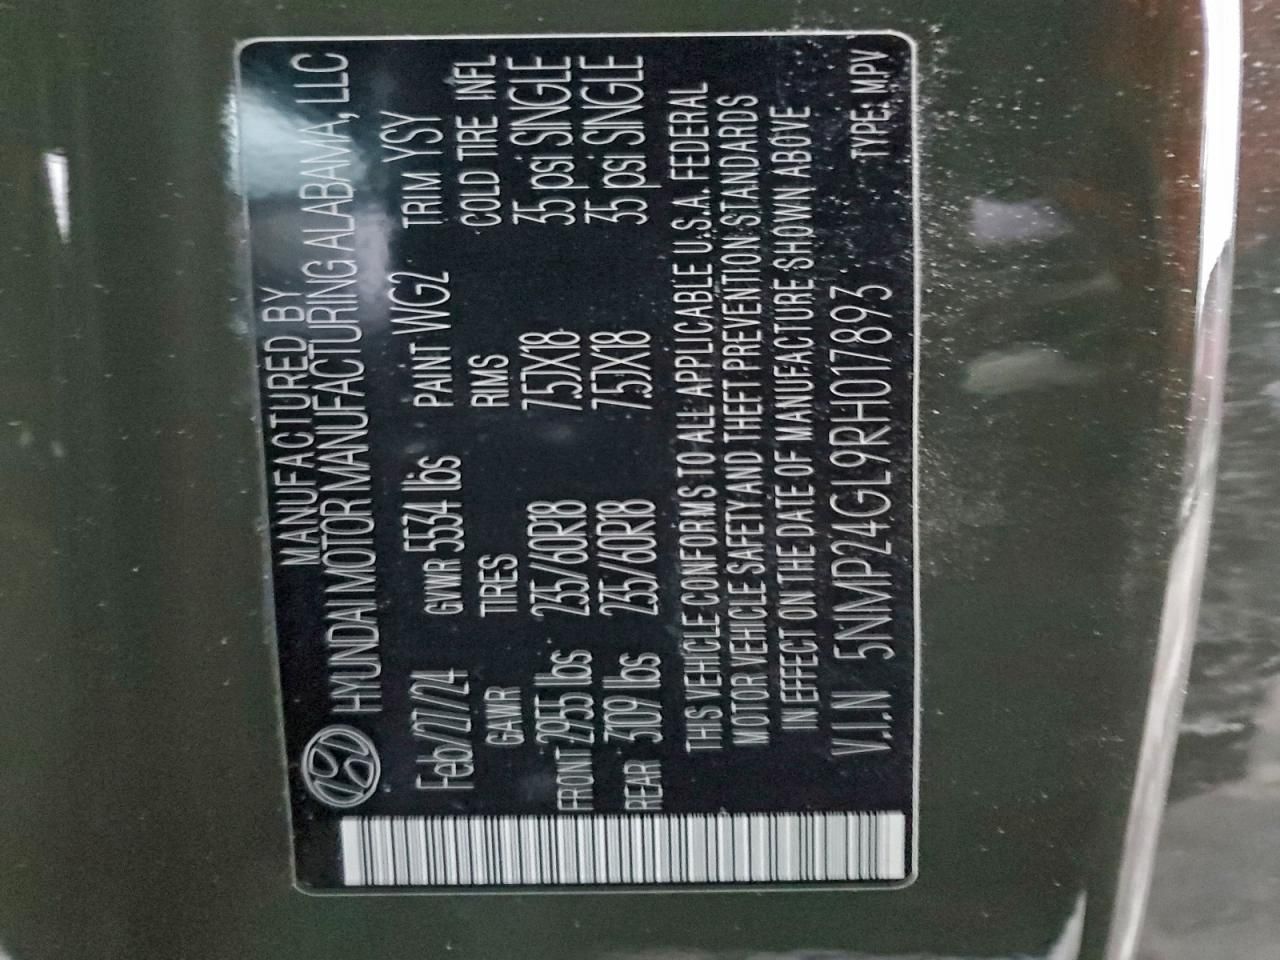 MANUFACTURED BY
HYUNDAI MOTOR MANUFACTURING ALABAMA, LLC
Feb/27/24 GVWR 5534 lbs PAINT WG2 TRIM YSY
GAWR TIRES RIMS COLD TIRE INFL
FRONT 2955 lbs 235/60R18 7.5JX18 35 psi SINGLE
REAR 3109 lbs 235/60R18 7.5JX18 35 psi SINGLE
THIS VEHICLE CONFORMS TO ALL APPLICABLE U.S.A. FEDERAL
MOTOR VEHICLE SAFETY AND THEFT PREVENTION STANDARDS
IN EFFECT ON THE DATE OF MANUFACTURE SHOWN ABOVE
V.I.N 5NMP24GL9RH017893 TYPE: MPV